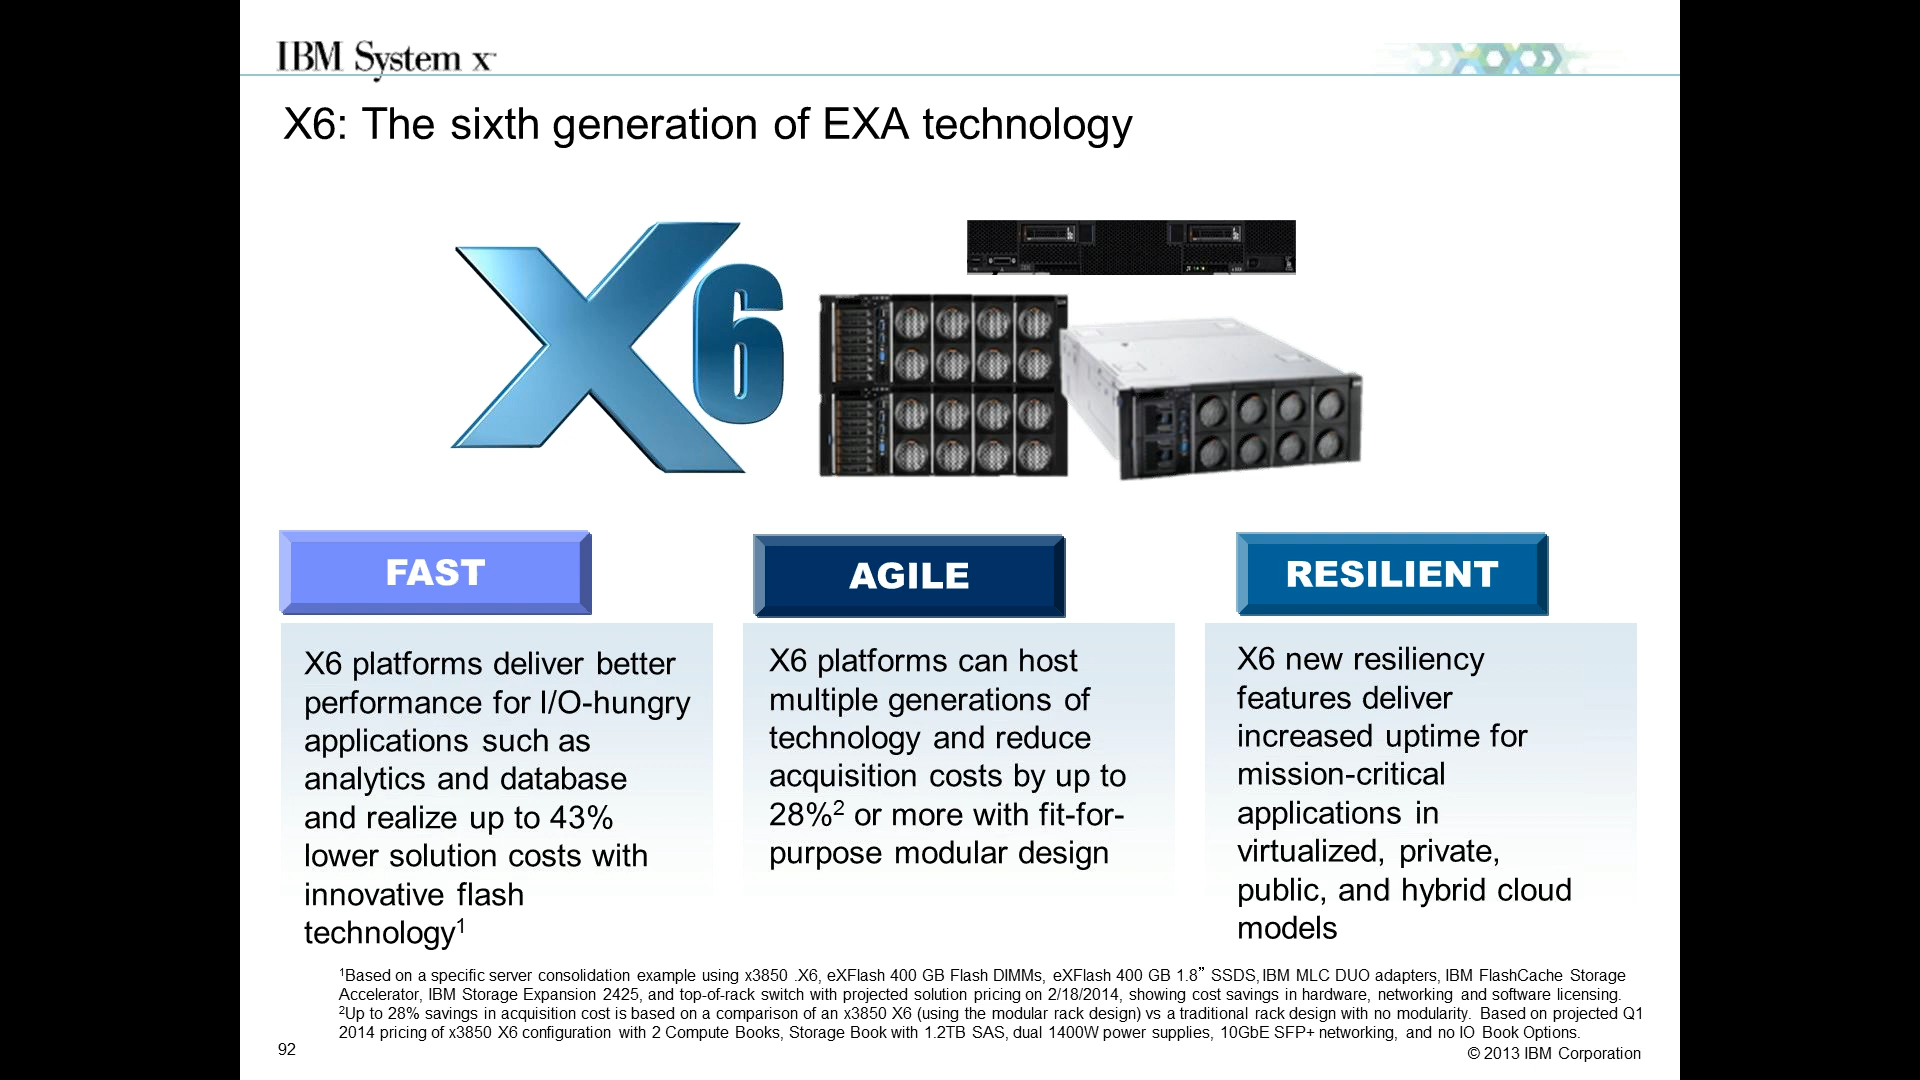 IBM System x™
X6: The sixth generation of EXA technology
X6
FAST
X6 platforms deliver better
performance for I/O-hungry
applications such as
analytics and database
and realize up to 43%
lower solution costs with
innovative flash
technology1
AGILE
X6 platforms can host
multiple generations of
technology and reduce
acquisition costs by up to
28%2 or more with fit-for-
purpose modular design
RESILIENT
X6 new resiliency
features deliver
increased uptime for
mission-critical
applications in
virtualized, private,
public, and hybrid cloud
models
1Based on a specific server consolidation example using x3850 .X6, eXFlash 400 GB Flash DIMMs, eXFlash 400 GB 1.8” SSDS, IBM MLC DUO adapters, IBM FlashCache Storage
Accelerator, IBM Storage Expansion 2425, and top-of-rack switch with projected solution pricing on 2/18/2014, showing cost savings in hardware, networking and software licensing.
2Up to 28% savings in acquisition cost is based on a comparison of an x3850 X6 (using the modular rack design) vs a traditional rack design with no modularity. Based on projected Q1
2014 pricing of x3850 X6 configuration with 2 Compute Books, Storage Book with 1.2TB SAS, dual 1400W power supplies, 10GbE SFP+ networking, and no IO Book Options.
92
© 2013 IBM Corporation